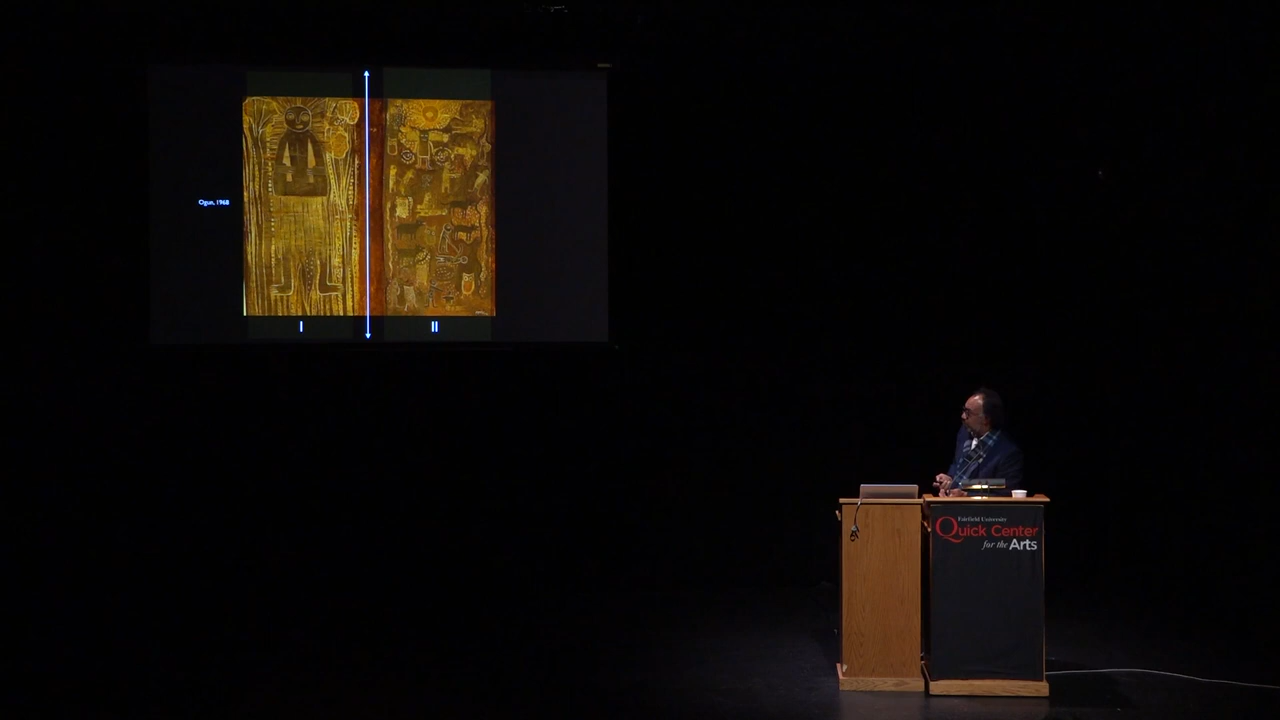 Ogun, 1968
I
II
Fairfield University
Quick Center
for the Arts